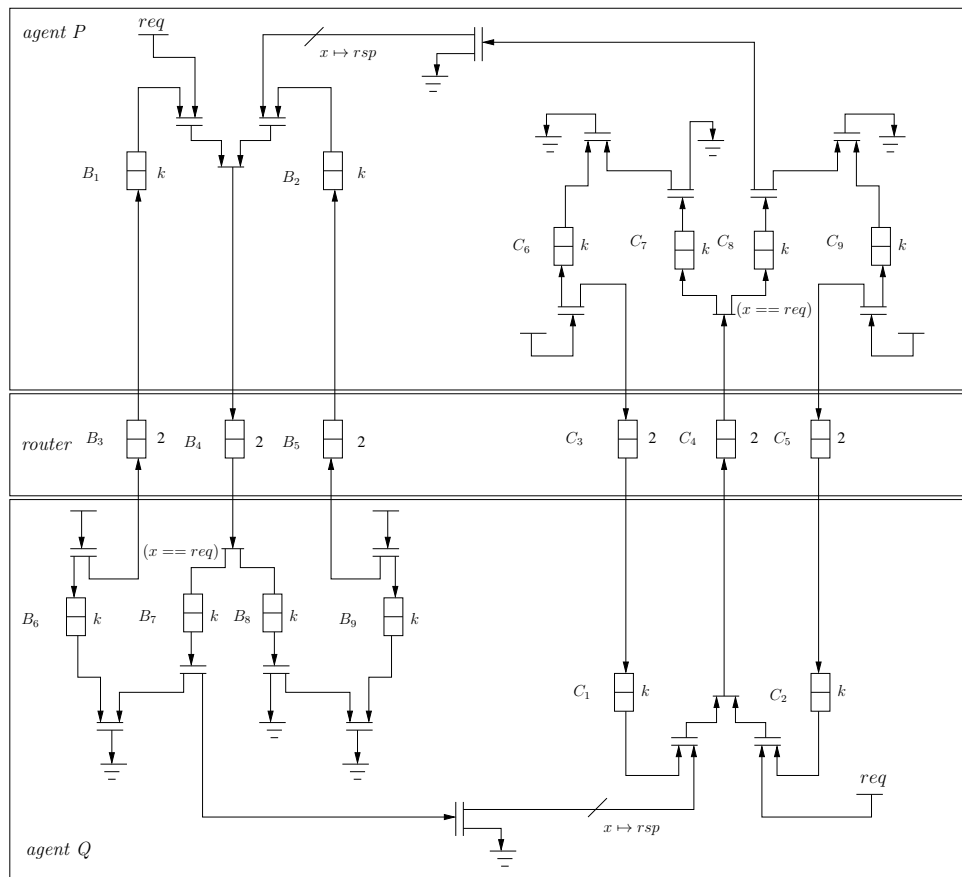 agent P
req
x ↦ rsp
B₁ k B₂ k
C₆ k C₇ k C₈ k C₉ k
(x == req)
router
B₃ 2 B₄ 2 B₅ 2 C₃ 2 C₄ 2 C₅ 2
(x == req)
B₆ k B₇ k B₈ k B₉ k
C₁ k C₂ k
req
x ↦ rsp
agent Q